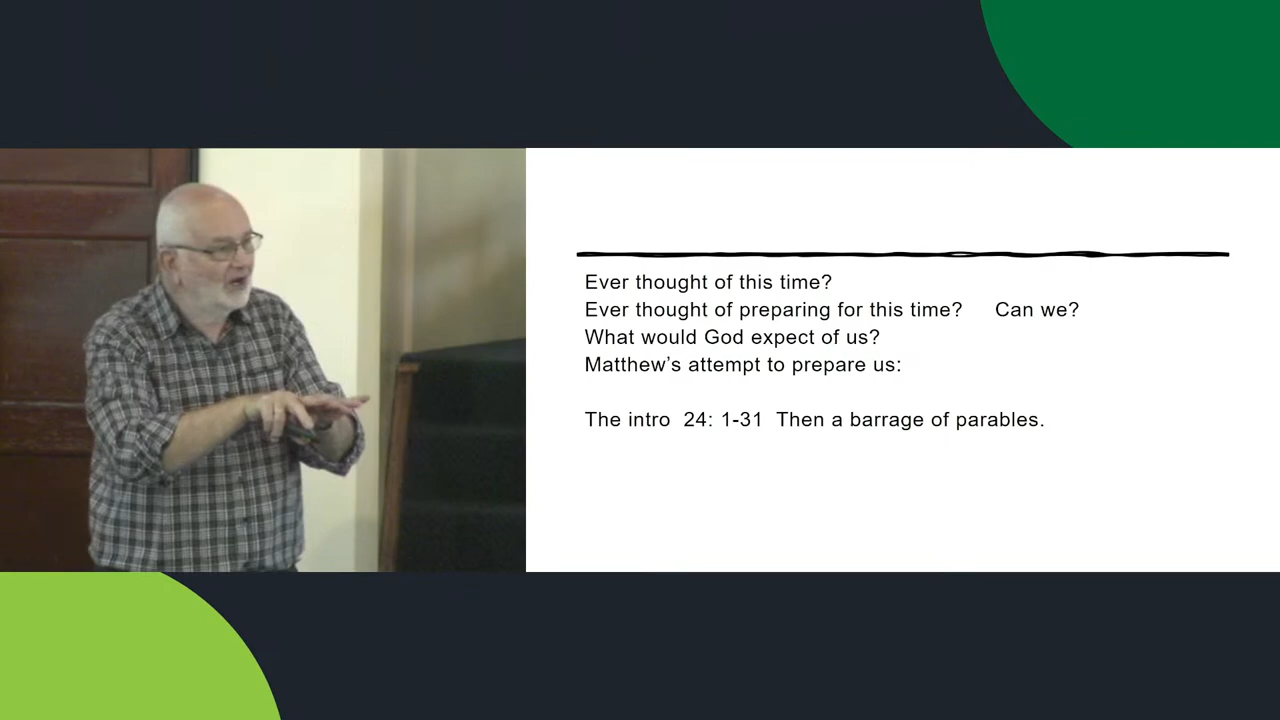 Ever thought of this time?
Ever thought of preparing for this time? Can we?
What would God expect of us?
Matthew’s attempt to prepare us:
The intro 24: 1-31 Then a barrage of parables.